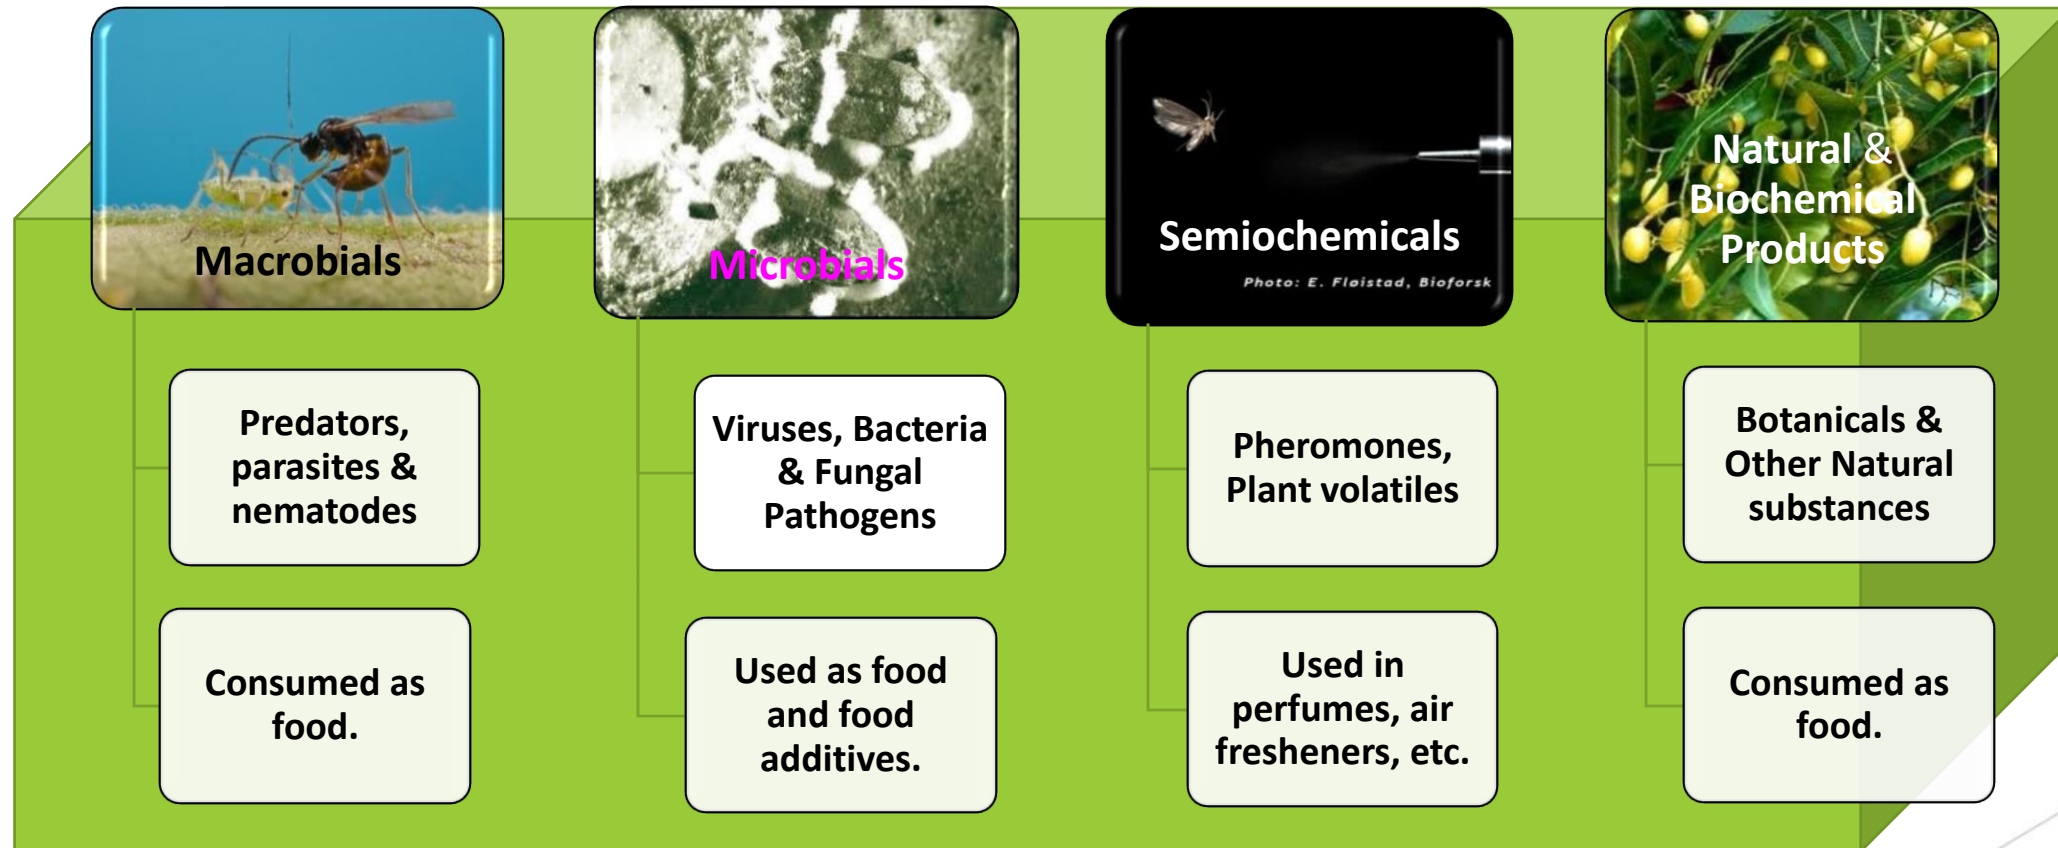 Macrobials
Predators,
parasites &
nematodes
Consumed as
food.
Microbials
Viruses, Bacteria
& Fungal
Pathogens
Used as food
and food
additives.
Semiochemicals
Photo: E. Fløistad, Bioforsk
Pheromones,
Plant volatiles
Used in
perfumes, air
fresheners, etc.
Natural &
Biochemical
Products
Botanicals &
Other Natural
substances
Consumed as
food.